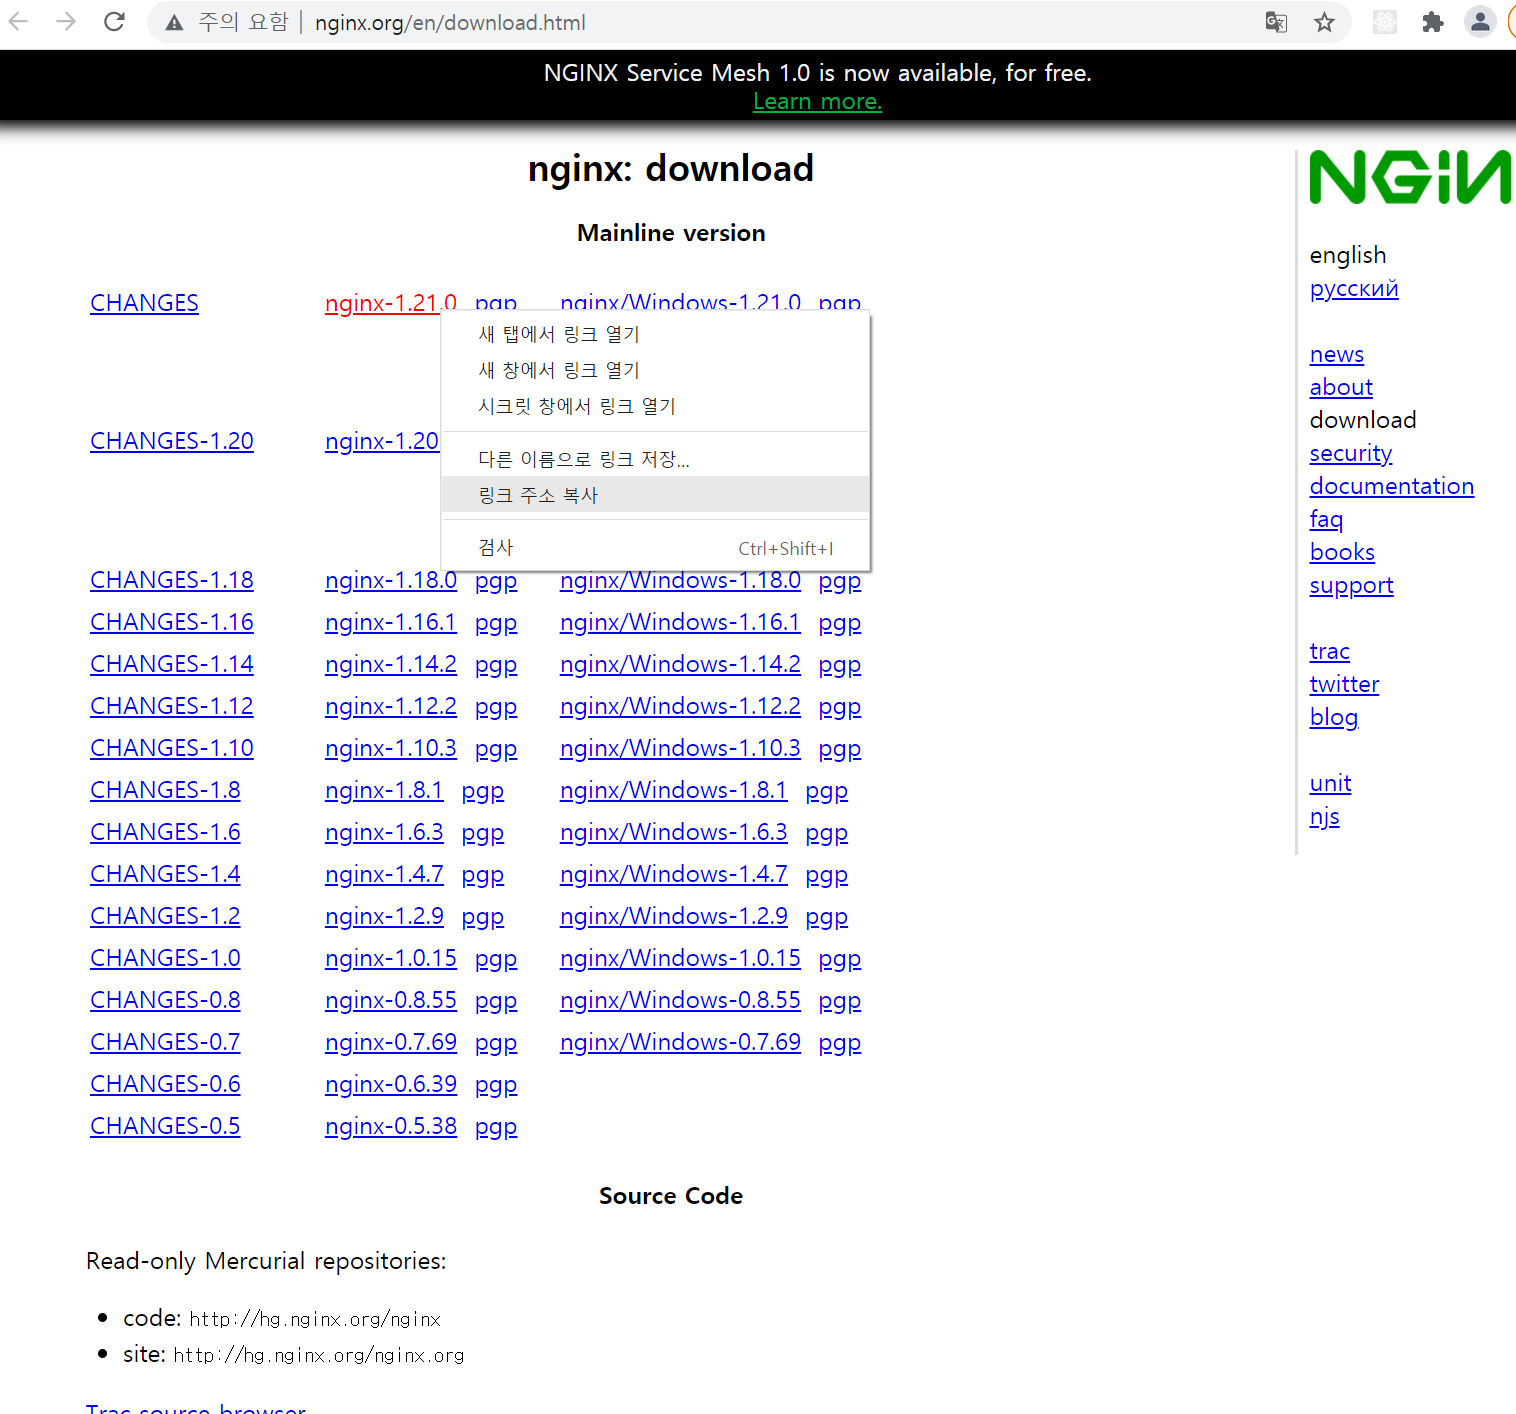 주의 요함 | nginx.org/en/download.html
NGINX Service Mesh 1.0 is now available, for free.
Learn more.
nginx: download
Mainline version
CHANGES nginx-1.21.0 pgp nginx/Windows-1.21.0 pgp
새 탭에서 링크 열기
새 창에서 링크 열기
시크릿 창에서 링크 열기
다른 이름으로 링크 저장...
링크 주소 복사
검사 Ctrl+Shift+I
CHANGES-1.20 nginx-1.20
CHANGES-1.18 nginx-1.18.0 pgp nginx/Windows-1.18.0 pgp
CHANGES-1.16 nginx-1.16.1 pgp nginx/Windows-1.16.1 pgp
CHANGES-1.14 nginx-1.14.2 pgp nginx/Windows-1.14.2 pgp
CHANGES-1.12 nginx-1.12.2 pgp nginx/Windows-1.12.2 pgp
CHANGES-1.10 nginx-1.10.3 pgp nginx/Windows-1.10.3 pgp
CHANGES-1.8 nginx-1.8.1 pgp nginx/Windows-1.8.1 pgp
CHANGES-1.6 nginx-1.6.3 pgp nginx/Windows-1.6.3 pgp
CHANGES-1.4 nginx-1.4.7 pgp nginx/Windows-1.4.7 pgp
CHANGES-1.2 nginx-1.2.9 pgp nginx/Windows-1.2.9 pgp
CHANGES-1.0 nginx-1.0.15 pgp nginx/Windows-1.0.15 pgp
CHANGES-0.8 nginx-0.8.55 pgp nginx/Windows-0.8.55 pgp
CHANGES-0.7 nginx-0.7.69 pgp nginx/Windows-0.7.69 pgp
CHANGES-0.6 nginx-0.6.39 pgp
CHANGES-0.5 nginx-0.5.38 pgp
Source Code
Read-only Mercurial repositories:
• code: http://hg.nginx.org/nginx
• site: http://hg.nginx.org/nginx.org
Trac source browser
NGIN
english
русский
news
about
download
security
documentation
faq
books
support
trac
twitter
blog
unit
njs